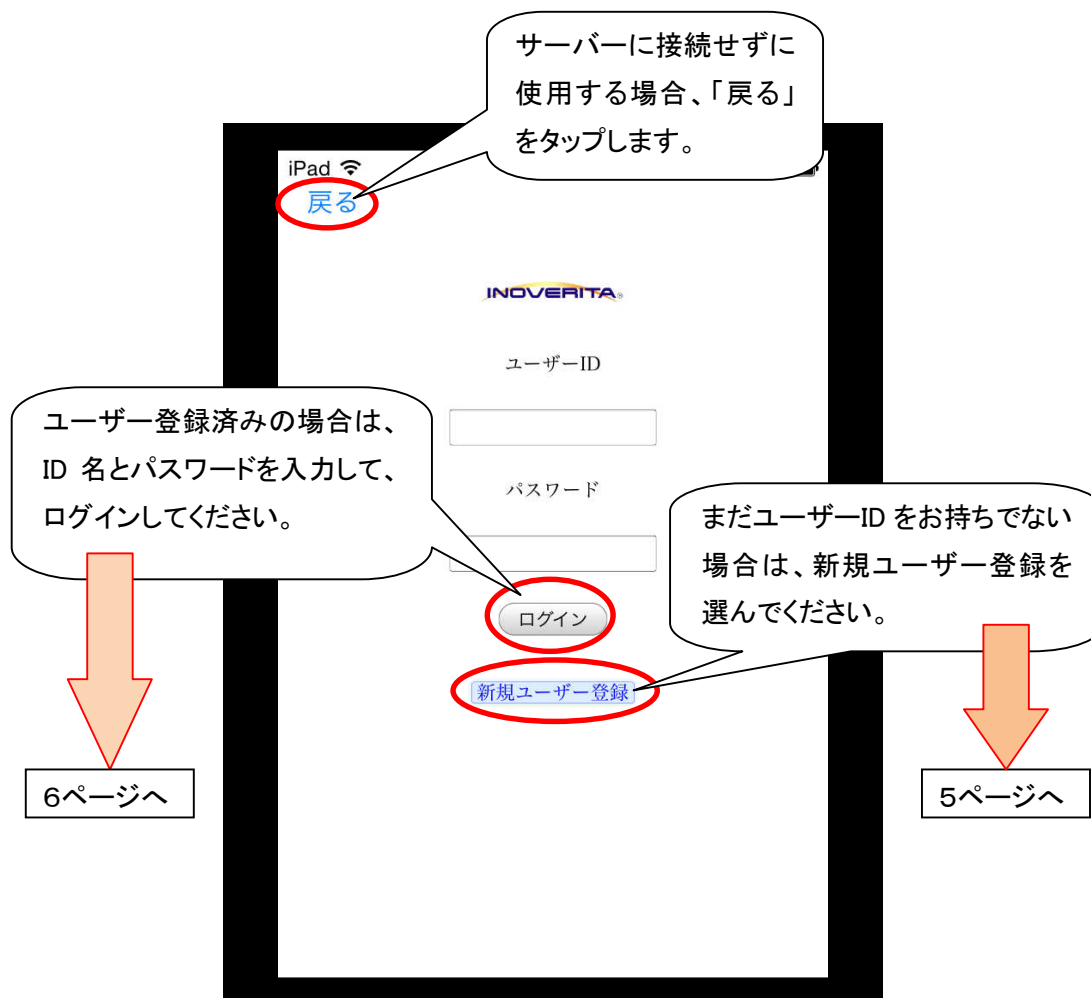 サーバーに接続せずに
使用する場合、「戻る」
をタップします。
iPad
戻る
INOVERITA®
ユーザーID
ユーザー登録済みの場合は、
ID 名とパスワードを入力して、
ログインしてください。
パスワード
まだユーザーID をお持ちでない
場合は、新規ユーザー登録を
選んでください。
ログイン
新規ユーザー登録
6ページへ
5ページへ